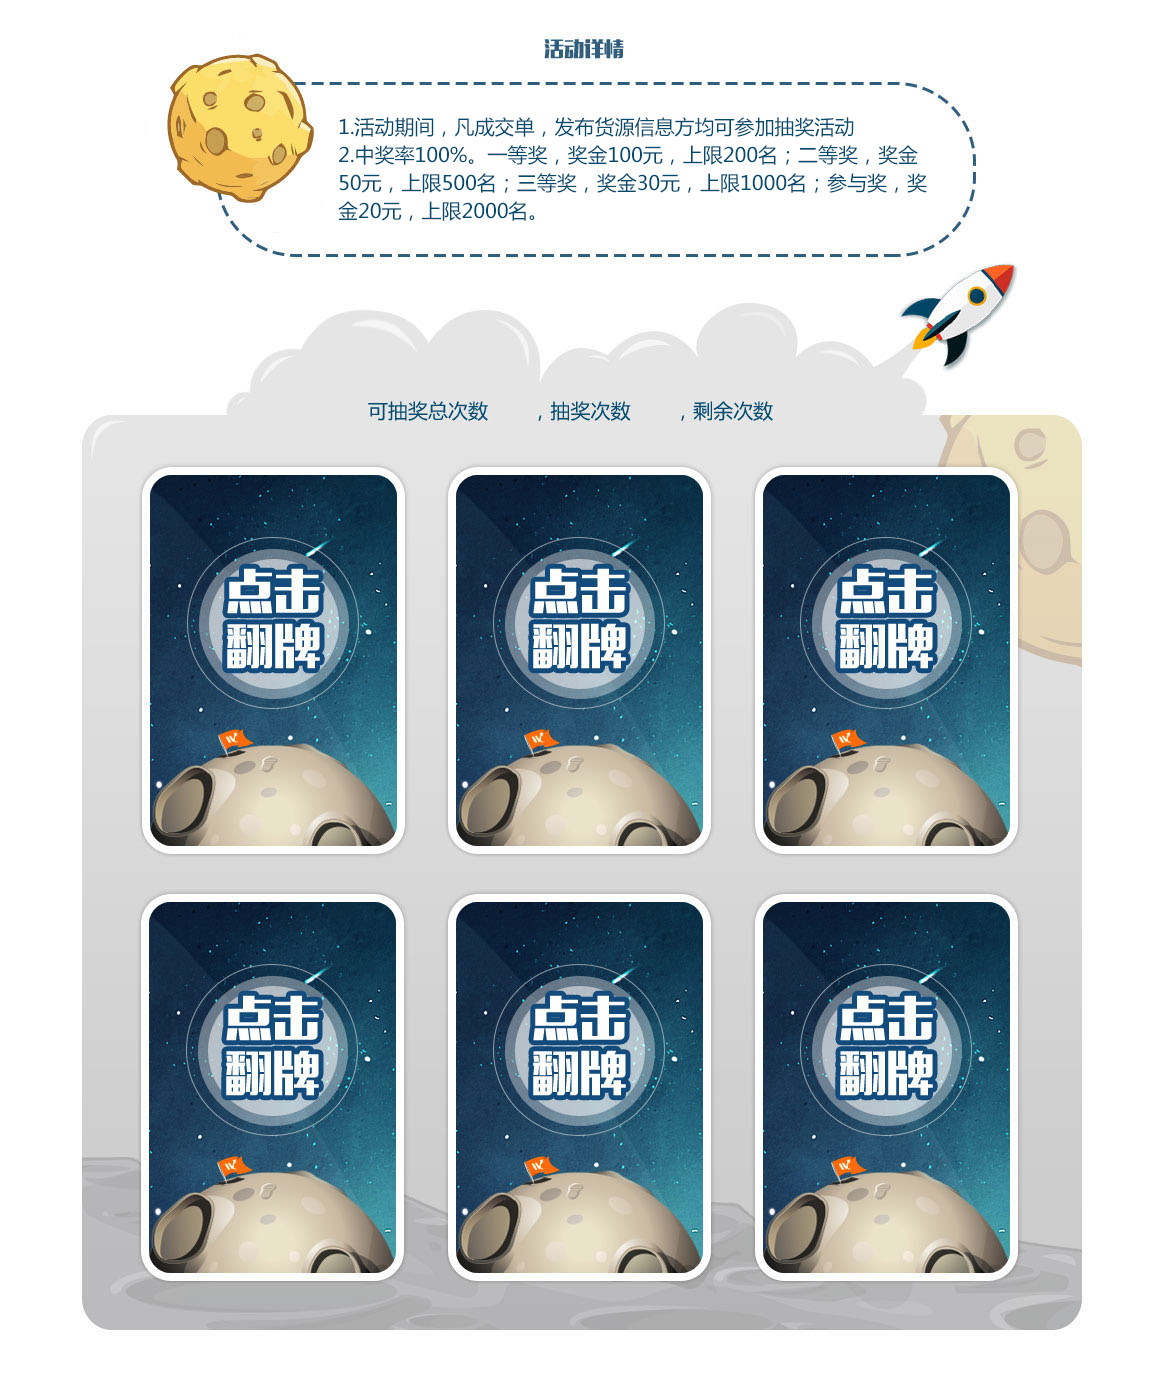 活动详情
1.活动期间，凡成交单，发布货源信息方均可参加抽奖活动
2.中奖率100%。一等奖，奖金100元，上限200名；二等奖，奖金
50元，上限500名；三等奖，奖金30元，上限1000名；参与奖，奖
金20元，上限2000名。
可抽奖总次数　　，抽奖次数　　，剩余次数
点击
翻牌
点击
翻牌
点击
翻牌
点击
翻牌
点击
翻牌
点击
翻牌